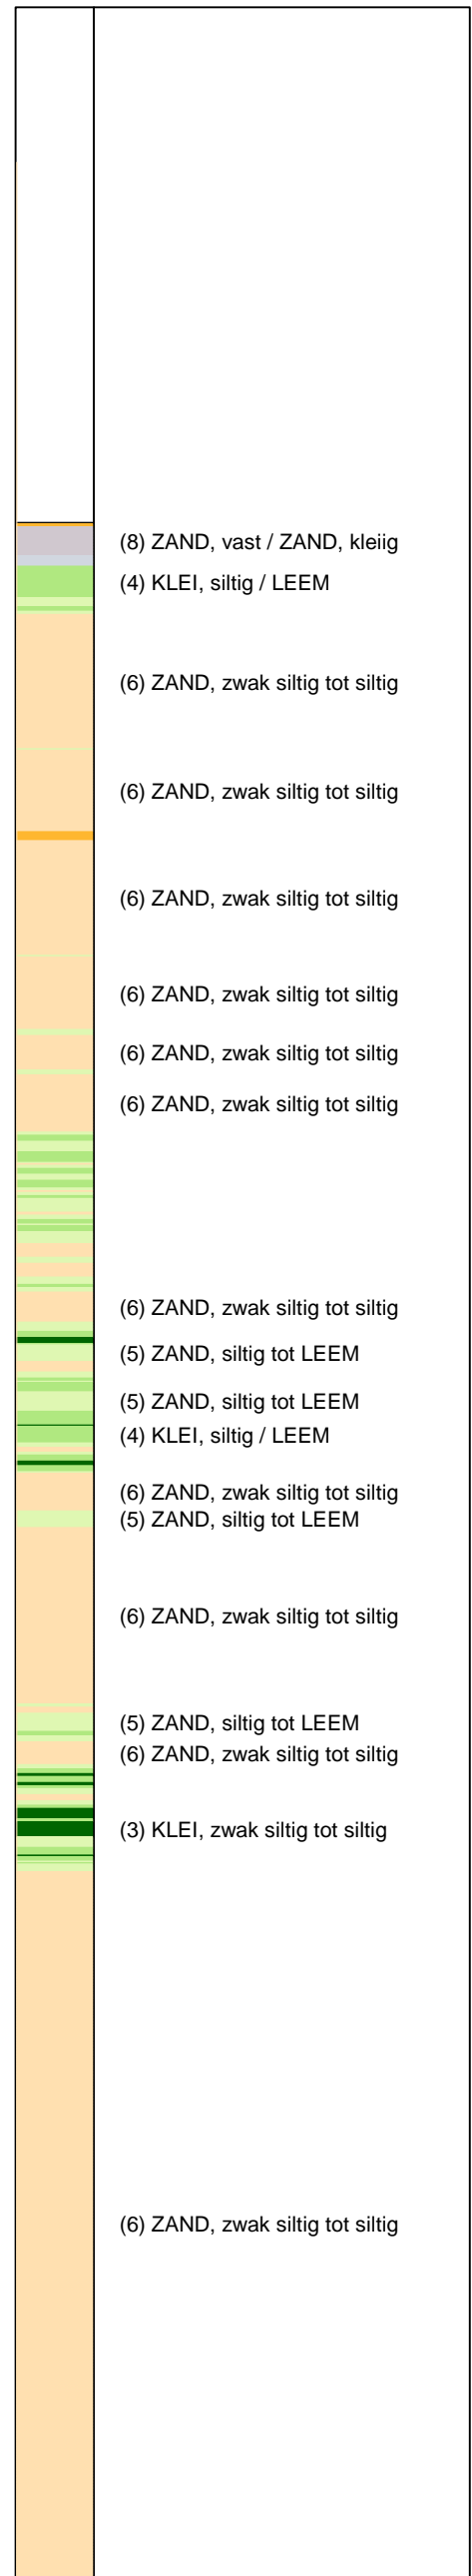 (8) ZAND, vast / ZAND, kleiig
(4) KLEI, siltig / LEEM
(6) ZAND, zwak siltig tot siltig
(6) ZAND, zwak siltig tot siltig
(6) ZAND, zwak siltig tot siltig
(6) ZAND, zwak siltig tot siltig
(6) ZAND, zwak siltig tot siltig
(6) ZAND, zwak siltig tot siltig
(6) ZAND, zwak siltig tot siltig
(5) ZAND, siltig tot LEEM
(5) ZAND, siltig tot LEEM
(4) KLEI, siltig / LEEM
(6) ZAND, zwak siltig tot siltig
(5) ZAND, siltig tot LEEM
(6) ZAND, zwak siltig tot siltig
(5) ZAND, siltig tot LEEM
(6) ZAND, zwak siltig tot siltig
(3) KLEI, zwak siltig tot siltig
(6) ZAND, zwak siltig tot siltig